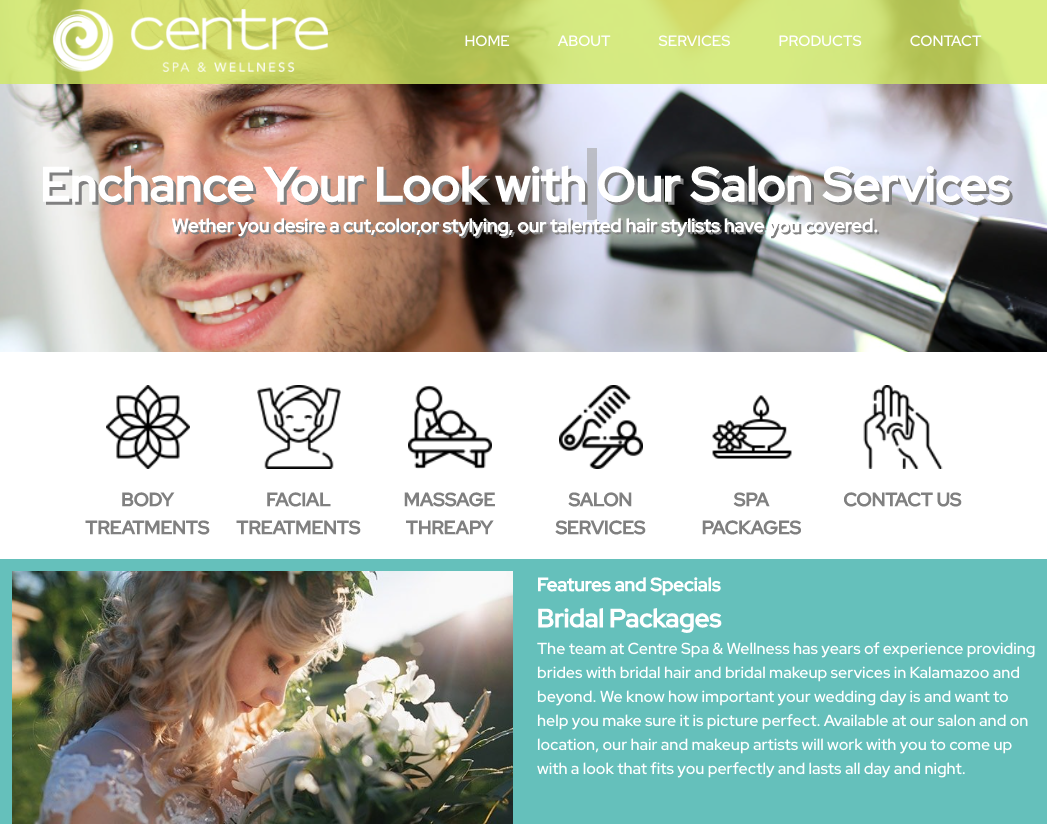 centre
SPA & WELLNESS
HOME ABOUT SERVICES PRODUCTS CONTACT
Enchance Your Look with Our Salon Services
Wether you desire a cut,color,or stylying, our talented hair stylists have you covered.
BODY
TREATMENTS
FACIAL
TREATMENTS
MASSAGE
THREAPY
SALON
SERVICES
SPA
PACKAGES
CONTACT US
Features and Specials
Bridal Packages
The team at Centre Spa & Wellness has years of experience providing
brides with bridal hair and bridal makeup services in Kalamazoo and
beyond. We know how important your wedding day is and want to
help you make sure it is picture perfect. Available at our salon and on
location, our hair and makeup artists will work with you to come up
with a look that fits you perfectly and lasts all day and night.